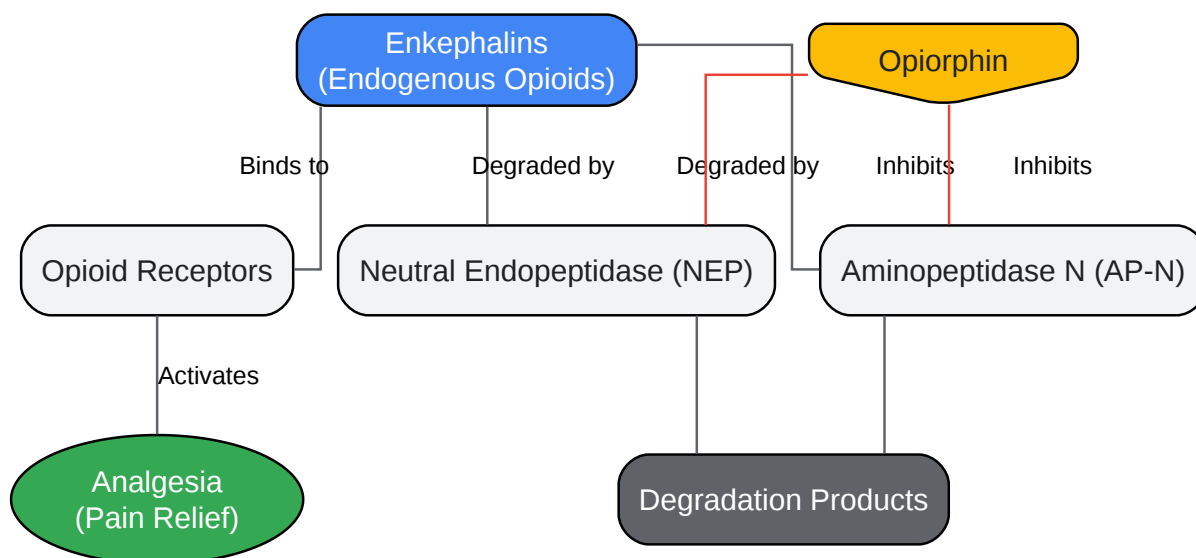 Enkephalins
(Endogenous Opioids)
Opiorphin
Binds to
Degraded by
Degraded by
Inhibits
Inhibits
Opioid Receptors
Neutral Endopeptidase (NEP)
Aminopeptidase N (AP-N)
Activates
Analgesia
(Pain Relief)
Degradation Products